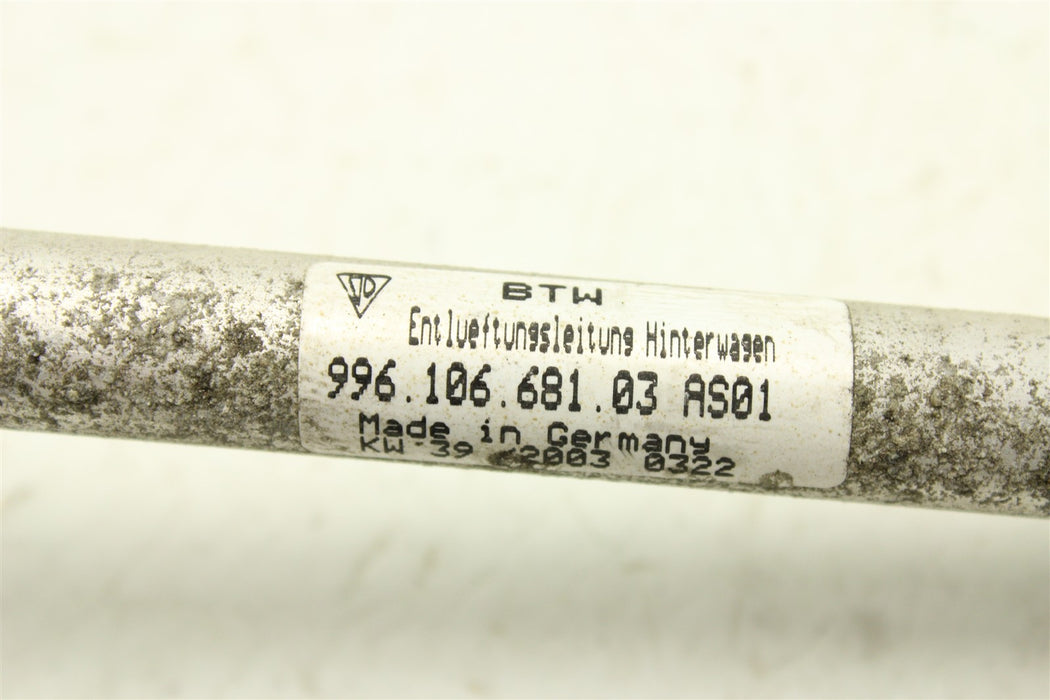 BTW
Entlueftungsleitung Hinterwagen
996.106.681.03 AS01
Made in Germany
KW 39 2003 0322